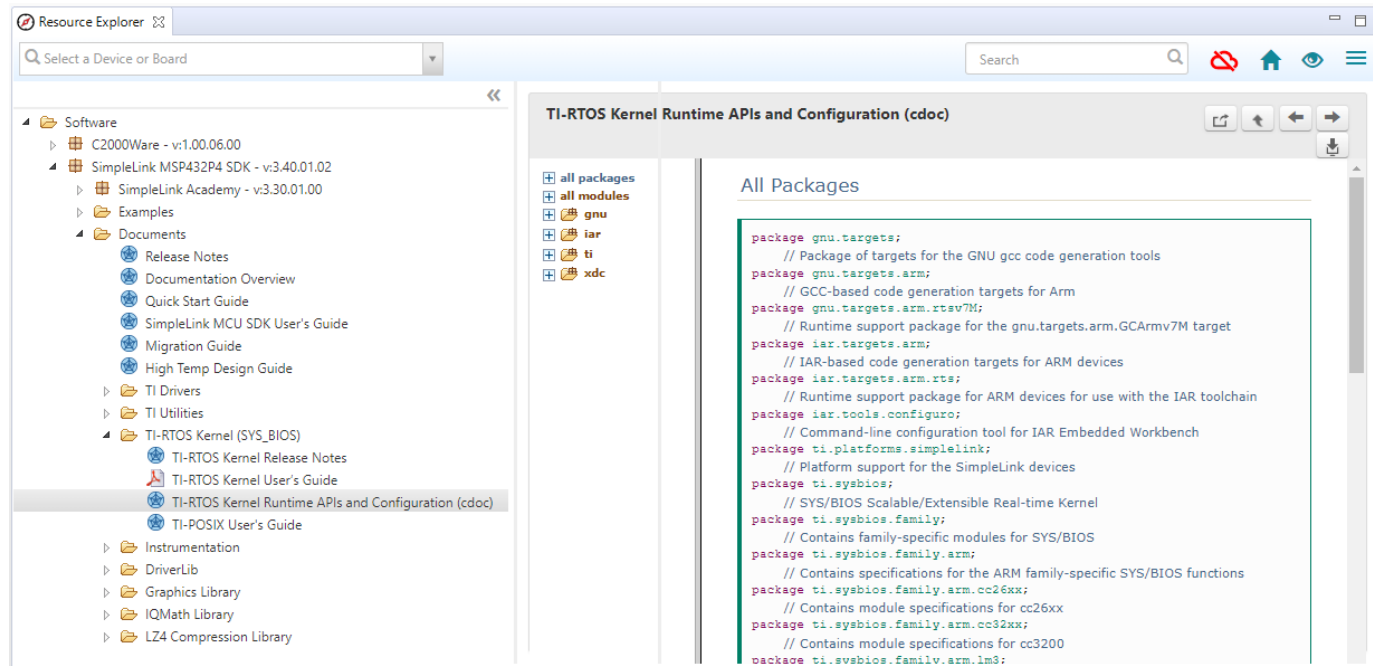 Resource Explorer
Select a Device or Board
Search
Software
C2000Ware - v:1.00.06.00
SimpleLink MSP432P4 SDK - v:3.40.01.02
SimpleLink Academy - v:3.30.01.00
Examples
Documents
Release Notes
Documentation Overview
Quick Start Guide
SimpleLink MCU SDK User's Guide
Migration Guide
High Temp Design Guide
TI Drivers
TI Utilities
TI-RTOS Kernel (SYS_BIOS)
TI-RTOS Kernel Release Notes
TI-RTOS Kernel User's Guide
TI-RTOS Kernel Runtime APIs and Configuration (cdoc)
TI-POSIX User's Guide
Instrumentation
DriverLib
Graphics Library
IQMath Library
LZ4 Compression Library
TI-RTOS Kernel Runtime APIs and Configuration (cdoc)
all packages
all modules
gnu
iar
ti
xdc
All Packages
package gnu.targets;
// Package of targets for the GNU gcc code generation tools
package gnu.targets.arm;
// GCC-based code generation targets for Arm
package gnu.targets.arm.rtsv7M;
// Runtime support package for the gnu.targets.arm.GCArmv7M target
package iar.targets.arm;
// IAR-based code generation targets for ARM devices
package iar.targets.arm.rts;
// Runtime support package for ARM devices for use with the IAR toolchain
package iar.tools.configuro;
// Command-line configuration tool for IAR Embedded Workbench
package ti.platforms.simplelink;
// Platform support for the SimpleLink devices
package ti.sysbios;
// SYS/BIOS Scalable/Extensible Real-time Kernel
package ti.sysbios.family;
// Contains family-specific modules for SYS/BIOS
package ti.sysbios.family.arm;
// Contains specifications for the ARM family-specific SYS/BIOS functions
package ti.sysbios.family.arm.cc26xx;
// Contains module specifications for cc26xx
package ti.sysbios.family.arm.cc32xx;
// Contains module specifications for cc3200
package ti.sysbios.family.arm.lm3;